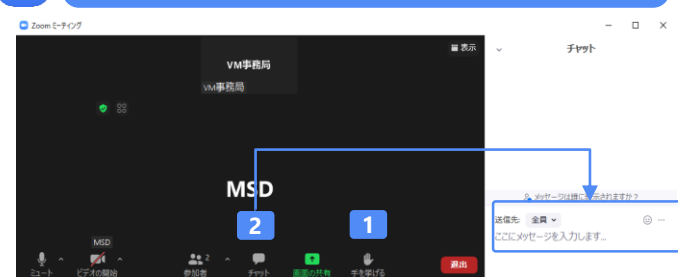 Zoom ミーティング
表示
チャット
VM事務局
VM事務局
MSD
メッセージは誰に表示されますか？
2
1
送信先: 全員
ここにメッセージを入力します...
MSD
2
ミュート
ビデオの開始
参加者
チャット
画面の共有
手を挙げる
退出